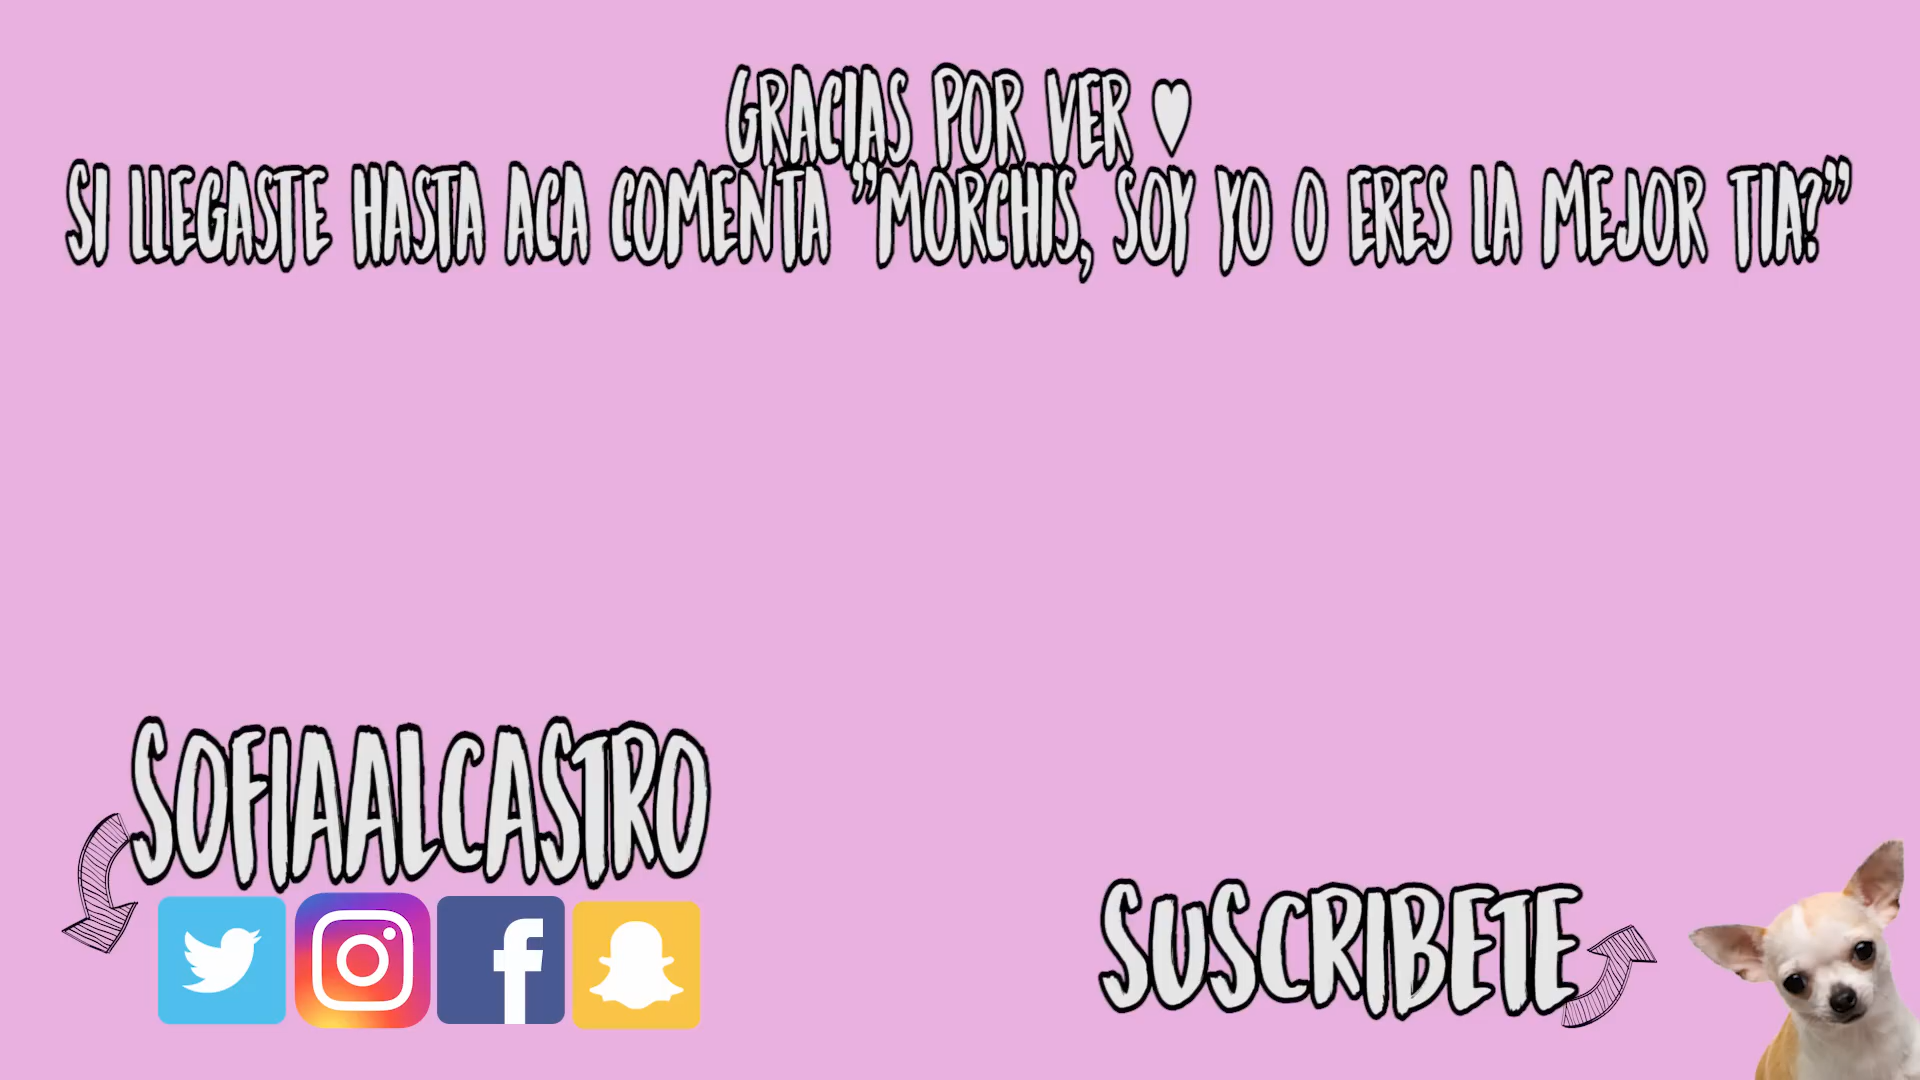 GRACIAS POR VER ♥
SI LLEGASTE HASTA ACA COMENTA "MORCHIS, SOY YO O ERES LA MEJOR TIA?"
SOFIAALCASTRO
SUSCRIBETE